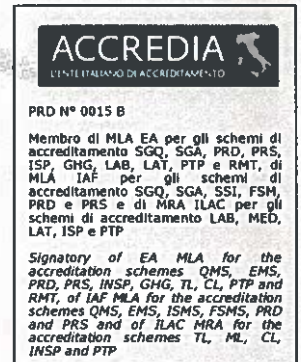 ACCREDIA
L'ENTE ITALIANO DI ACCREDITAMENTO
PRD N° 0015 B
Membro di MLA EA per gli schemi di
accreditamento SGQ, SGA, PRD, PRS,
ISP, GHG, LAB, LAT, PTP e RMT, di
MLA IAF per gli schemi di
accreditamento SGQ, SGA, SSI, FSM,
PRD e PRS e di MRA ILAC per gli
schemi di accreditamento LAB, MED,
LAT, ISP e PTP
Signatory of EA MLA for the
accreditation schemes QMS, EMS,
PRD, PRS, INSP, GHG, TL, CL, PTP and
RMT, of IAF MLA for the accreditation
schemes QMS, EMS, ISMS, FSMS, PRD
and PRS and of ILAC MRA for the
accreditation schemes TL, ML, CL,
INSP and PTP